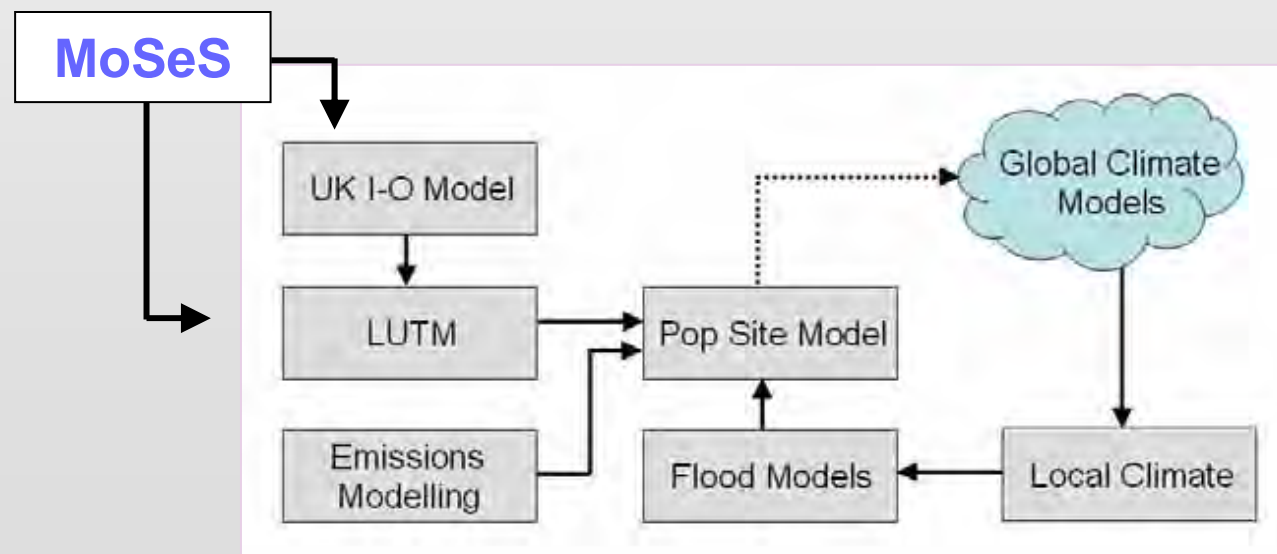 MoSeS
UK I-O Model
Global Climate
Models
LUTM
Pop Site Model
Emissions
Modelling
Flood Models
Local Climate